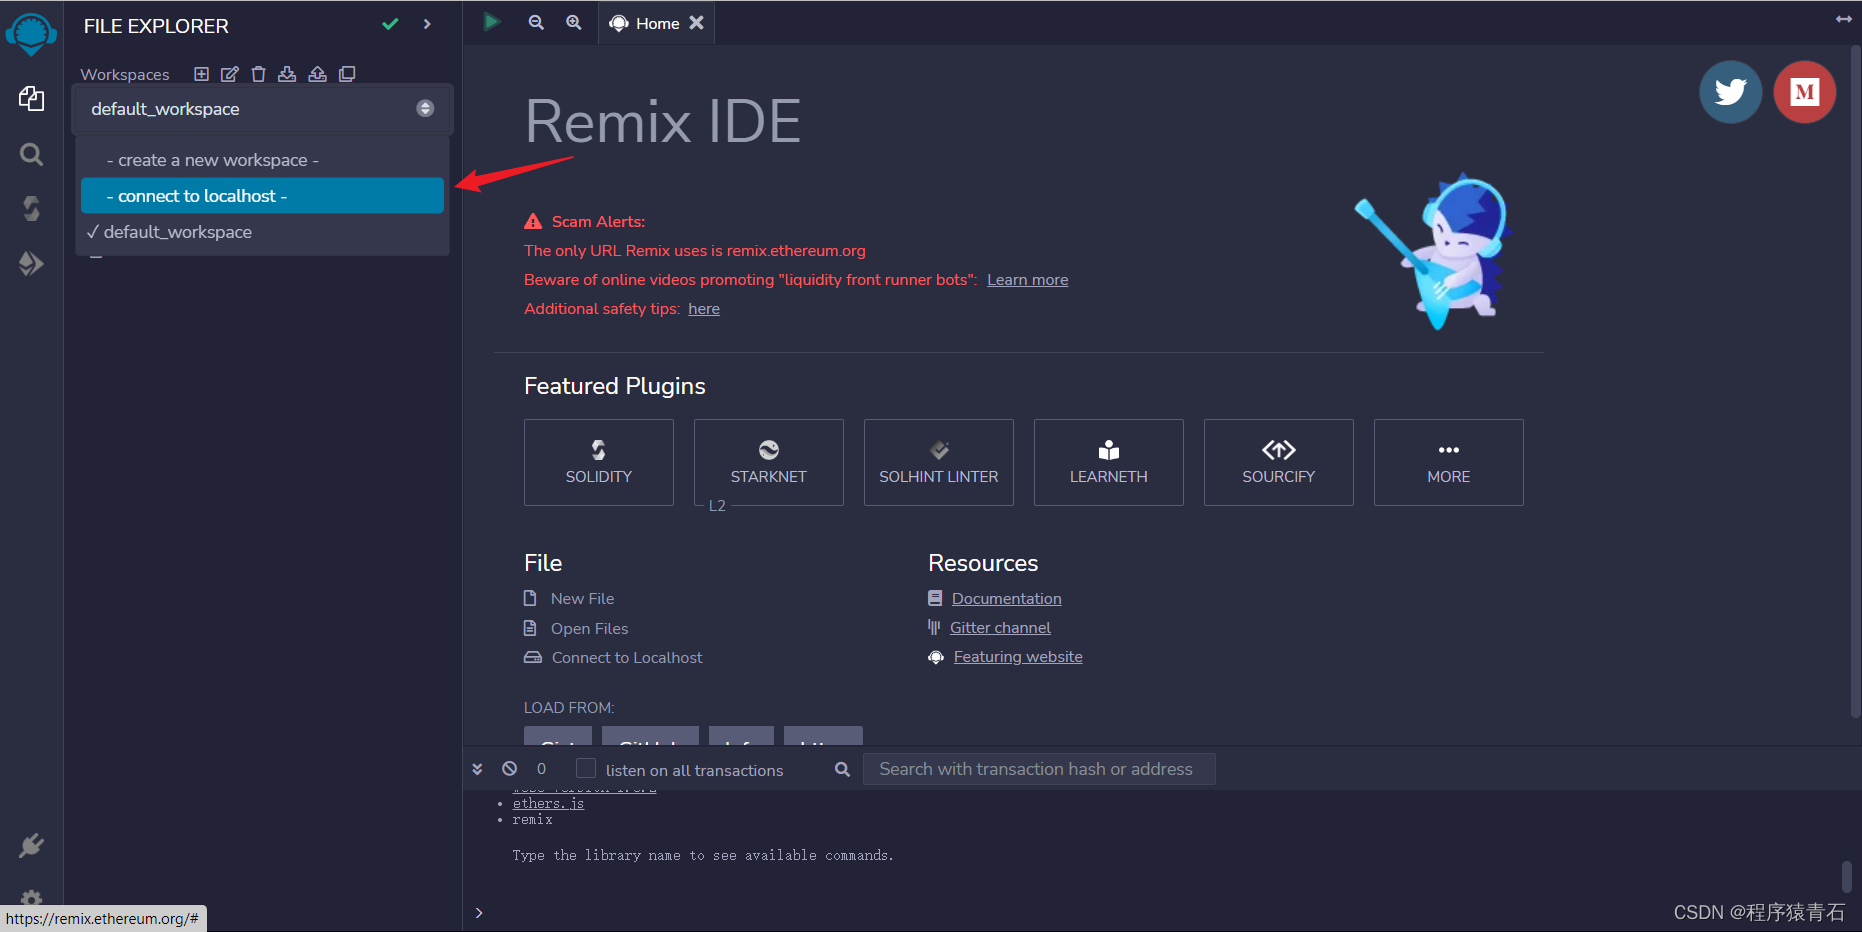 FILE EXPLORER
Workspaces
default_workspace
- create a new workspace -
- connect to localhost -
✓ default_workspace
Home
Remix IDE
M
Scam Alerts:
The only URL Remix uses is remix.ethereum.org
Beware of online videos promoting "liquidity front runner bots": Learn more
Additional safety tips: here
Featured Plugins
SOLIDITY
STARKNET
L2
SOLHINT LINTER
LEARNETH
SOURCIFY
MORE
File
New File
Open Files
Connect to Localhost
Resources
Documentation
Gitter channel
Featuring website
LOAD FROM:
0
listen on all transactions
Search with transaction hash or address
• ethers.js
• remix
Type the library name to see available commands.
>
https://remix.ethereum.org/#
CSDN @程序猿青石